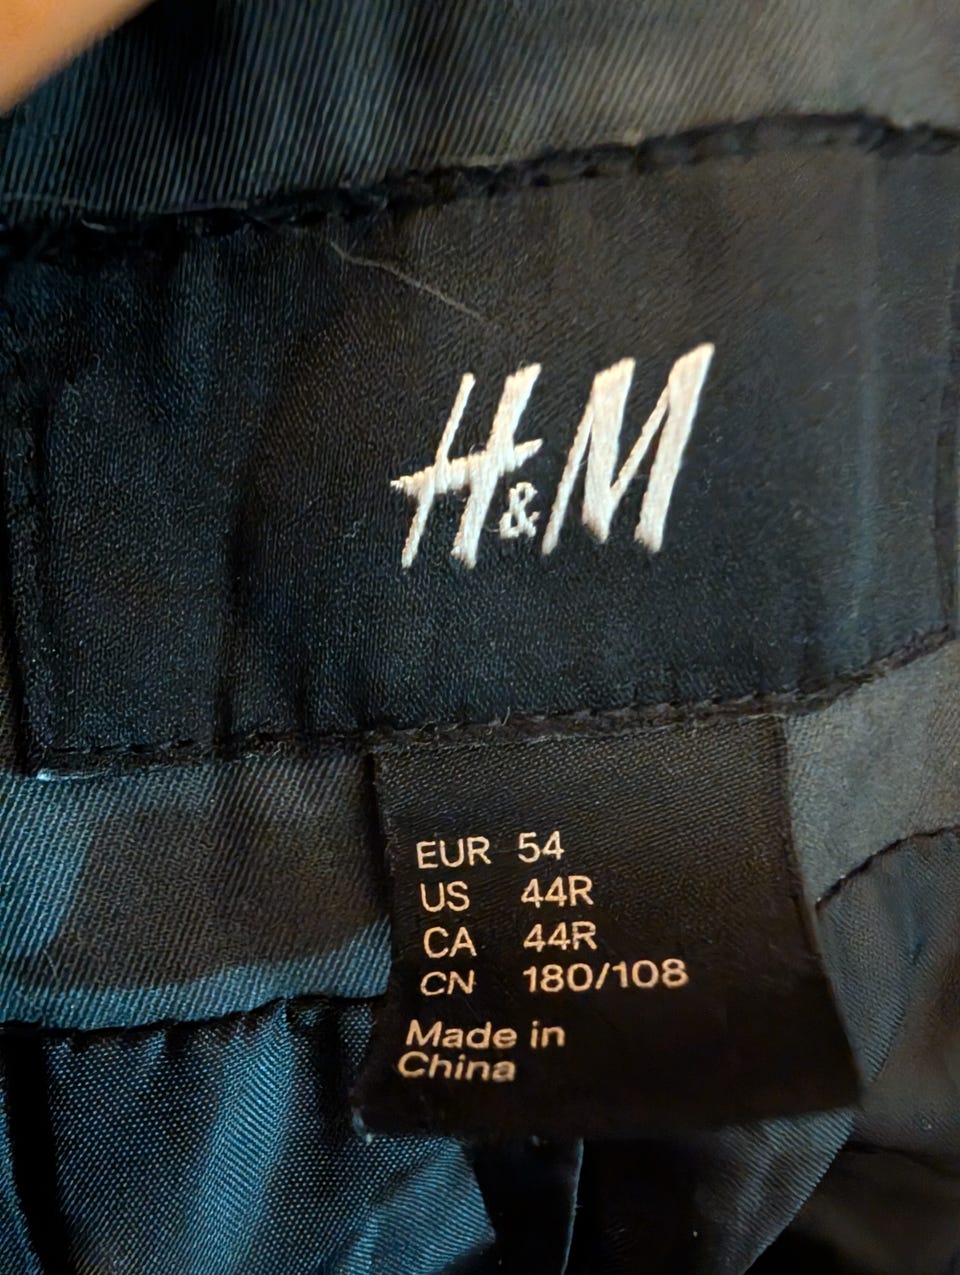 H&M
EUR 54
US 44R
CA 44R
CN 180/108
Made in
China